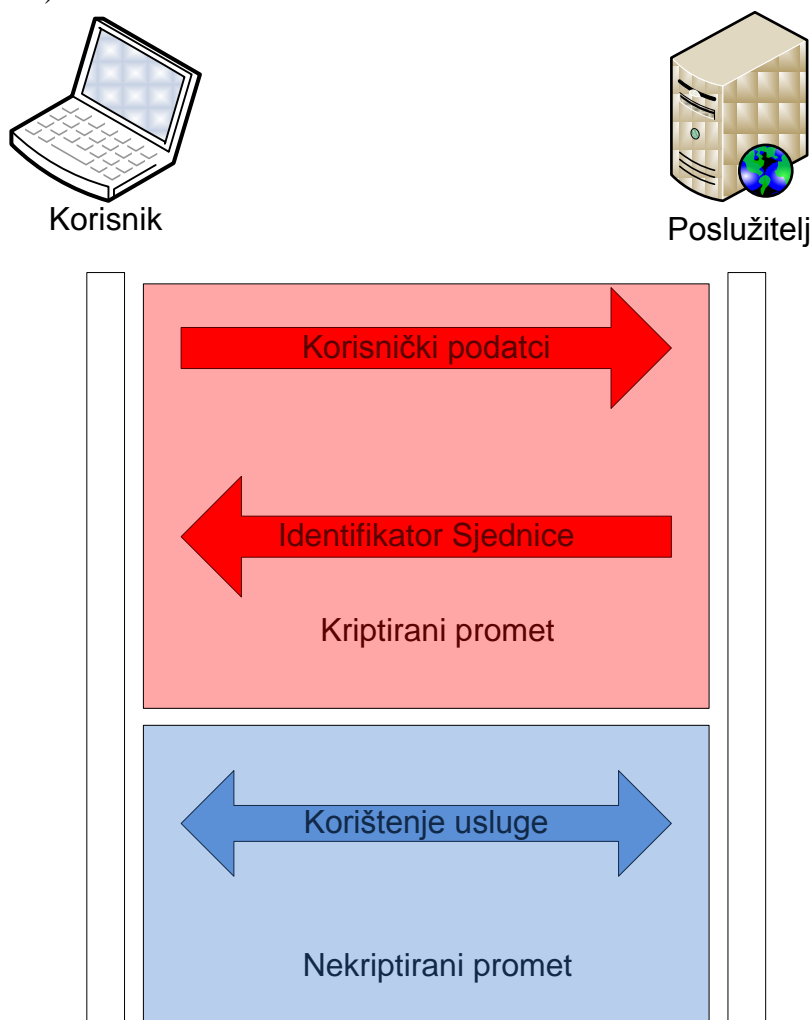 )
Korisnik
Poslužitelj
Korisnički podatci
Identifikator Sjednice
Kriptirani promet
Korištenje usluge
Nekriptirani promet